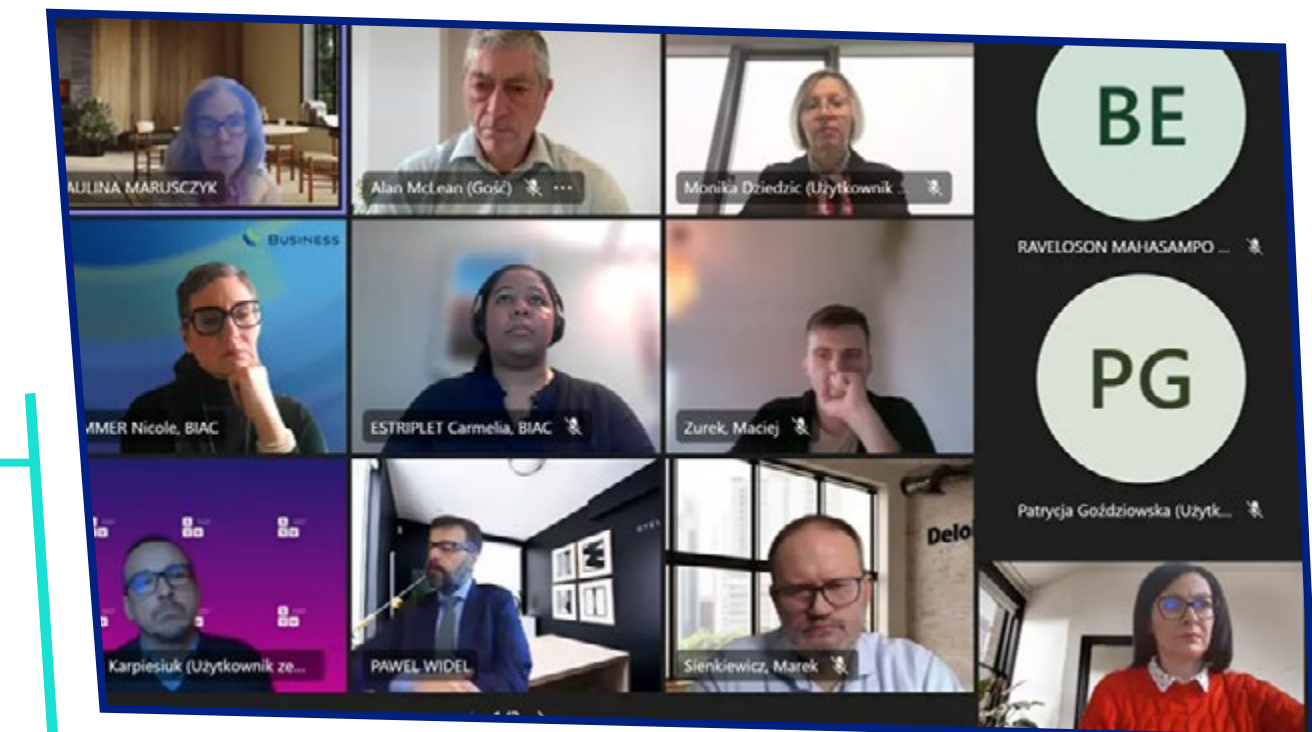 BE
AULINA MARUSCZYK
Alan McLean (Gość)
Monika Dziedzic (Użytkownik ...
RAVELOSON MAHASAMPO ...
BUSINESS
PG
MMER Nicole, BIAC
ESTRIPLET Carmelia, BIAC
Zurek, Maciej
Patrycja Goździowska (Użytk...
Delo
Karpiesiuk (Użytkownik ze...
PAWEL WIDEL
Sienkiewicz, Marek